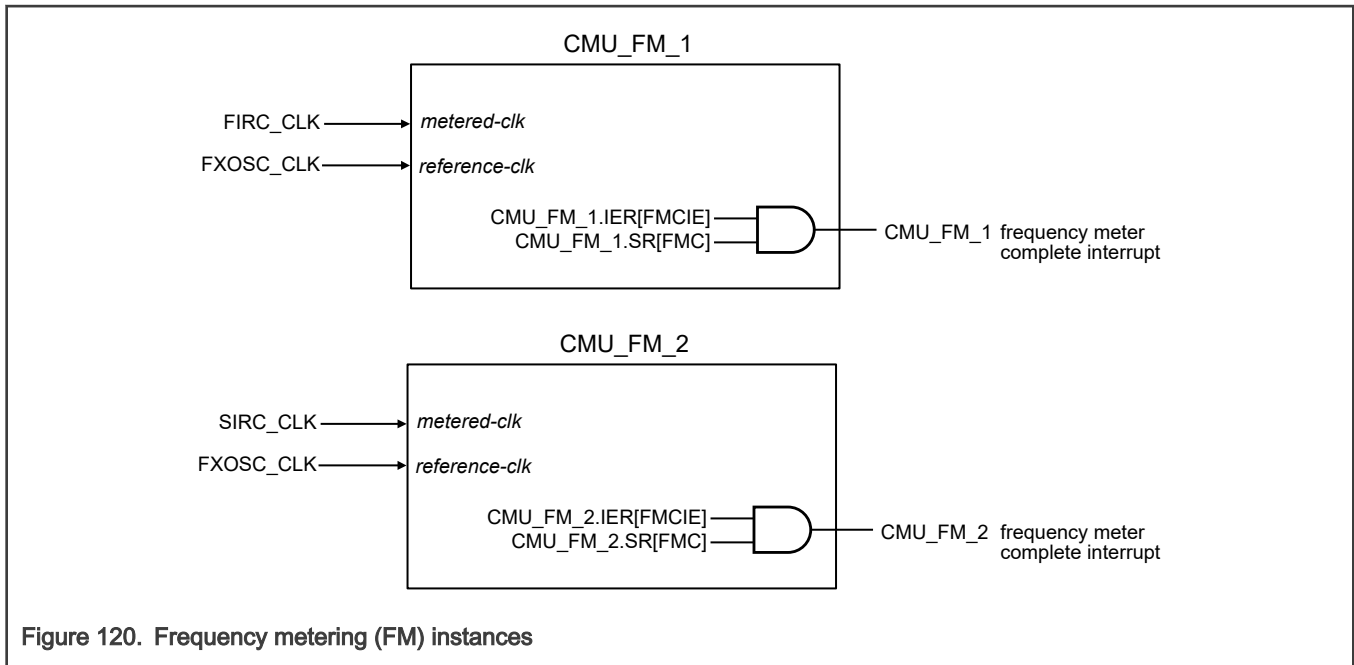 CMU_FM_1
FIRC_CLK
metered-clk
FXOSC_CLK
reference-clk
CMU_FM_1.IER[FMCIE]
CMU_FM_1.SR[FMC]
CMU_FM_1 frequency meter
complete interrupt
CMU_FM_2
SIRC_CLK
metered-clk
FXOSC_CLK
reference-clk
CMU_FM_2.IER[FMCIE]
CMU_FM_2.SR[FMC]
CMU_FM_2 frequency meter
complete interrupt
Figure 120. Frequency metering (FM) instances